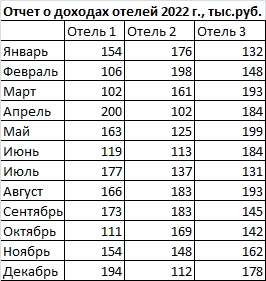 Отчет о доходах отелей 2022 г., тыс.руб.
Отель 1 Отель 2 Отель 3
Январь 154 176 132
Февраль 106 198 148
Март 102 161 193
Апрель 200 102 184
Май 163 125 199
Июнь 119 113 184
Июль 177 137 131
Август 166 183 193
Сентябрь 173 183 145
Октябрь 111 169 142
Ноябрь 154 148 162
Декабрь 194 112 178